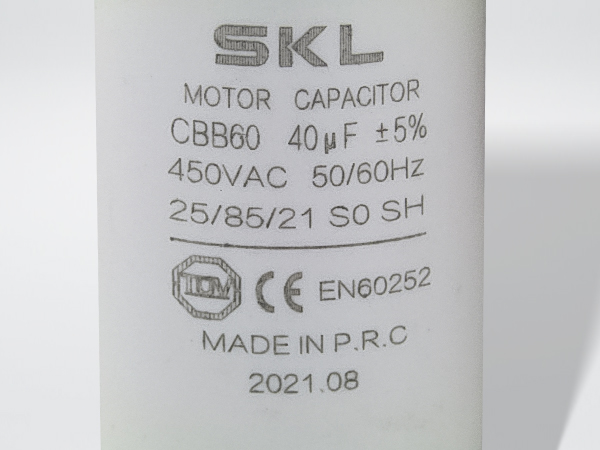 SKL
MOTOR CAPACITOR
CBB60 40μF ±5%
450VAC 50/60Hz
25/85/21 S0 SH
CE EN60252
MADE IN P.R.C
2021.08